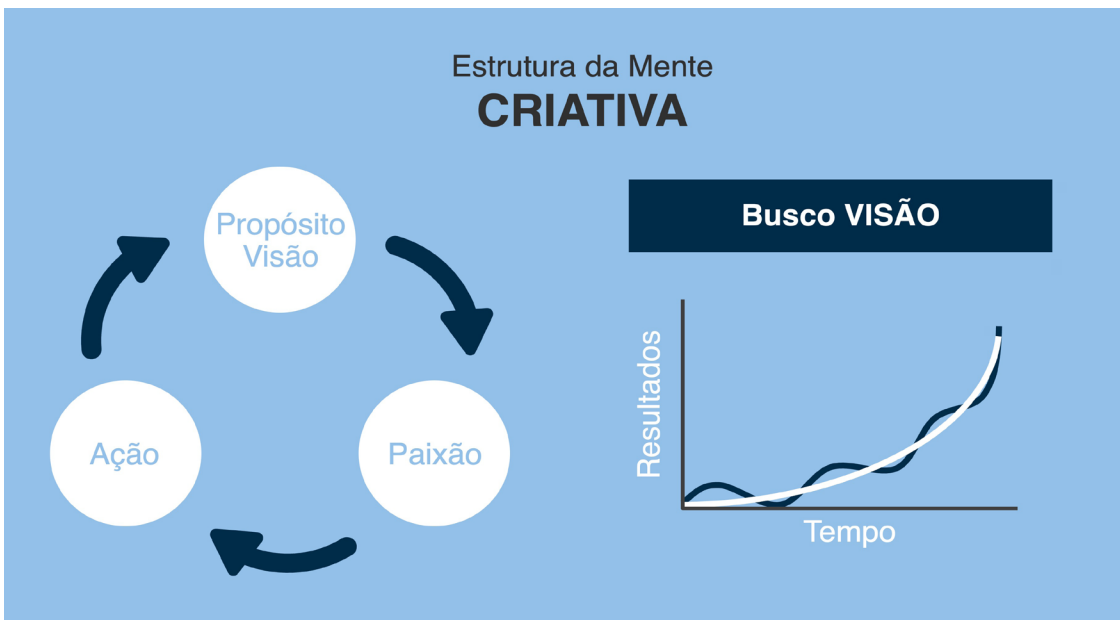 Estrutura da Mente
CRIATIVA
Propósito
Visão
Ação
Paixão
Busco VISÃO
Resultados
Tempo